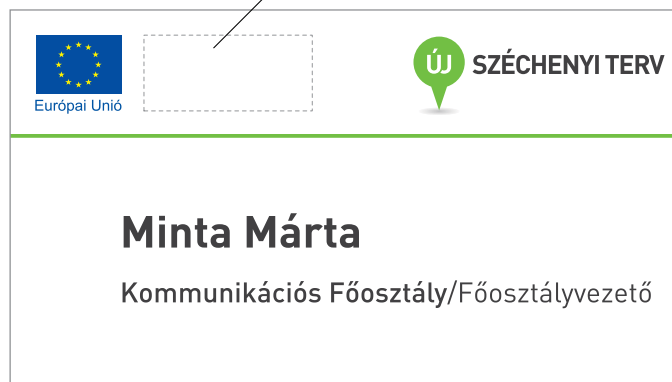 Európai Unió
ÚJ SZÉCHENYI TERV
Minta Márta
Kommunikációs Főosztály/Főosztályvezető